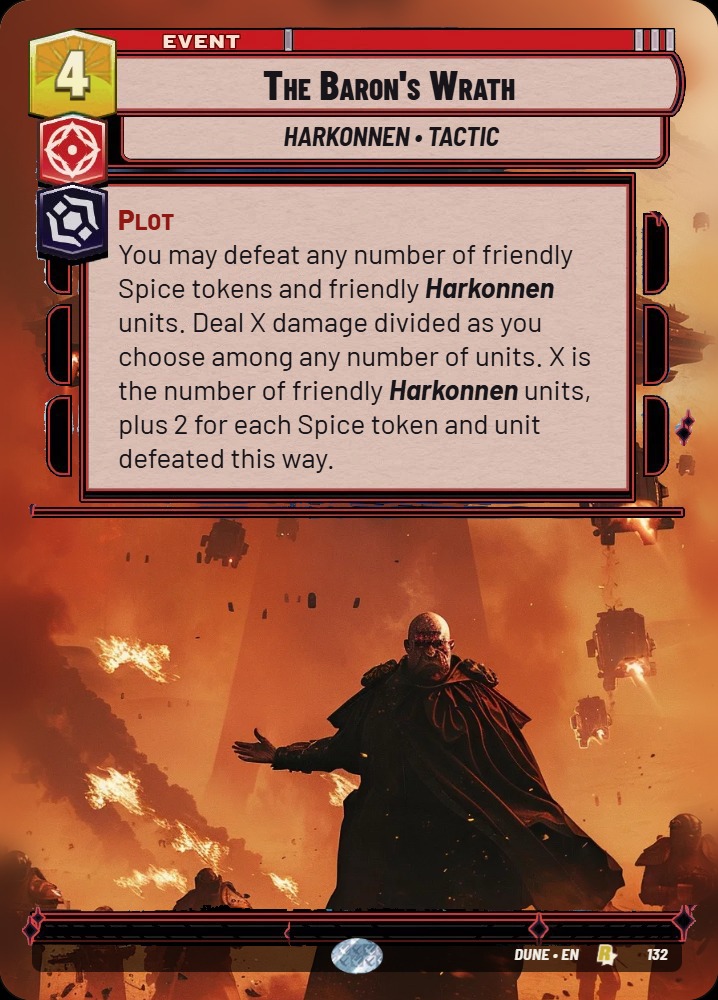 EVENT
4
The Baron's Wrath
HARKONNEN • TACTIC
Plot
You may defeat any number of friendly
Spice tokens and friendly Harkonnen
units. Deal X damage divided as you
choose among any number of units. X is
the number of friendly Harkonnen units,
plus 2 for each Spice token and unit
defeated this way.
DUNE • EN R 132